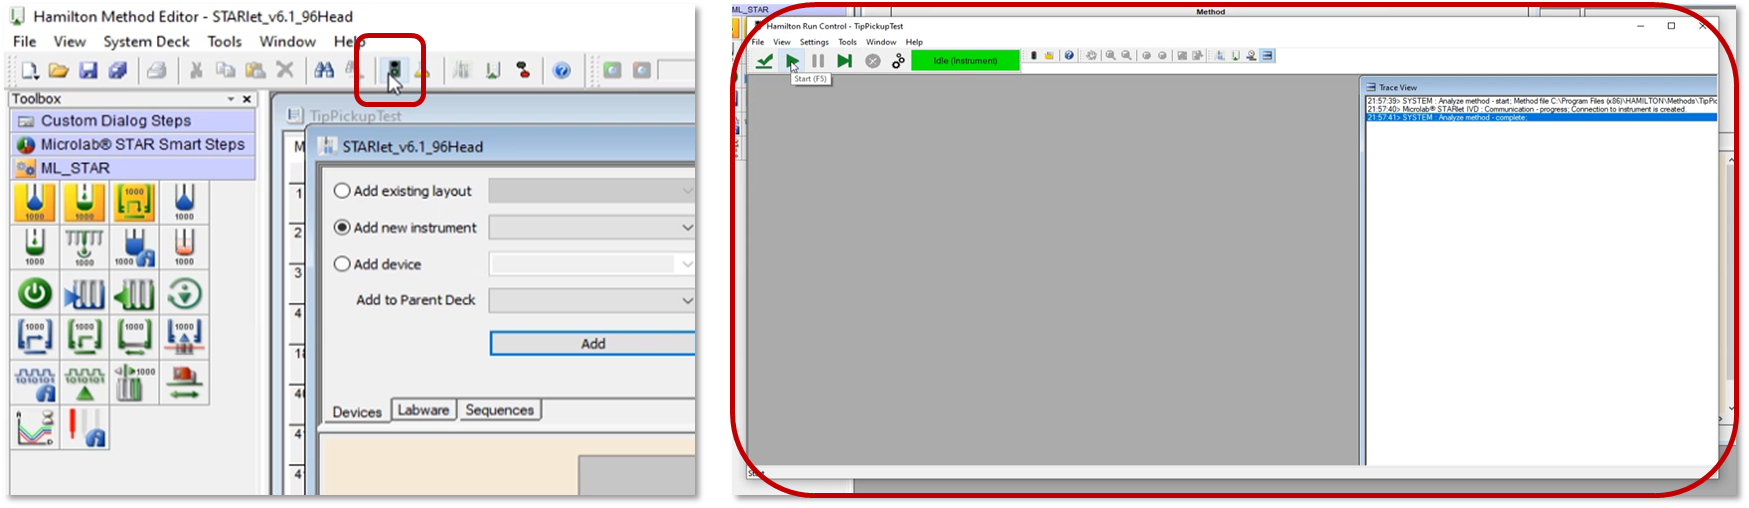 Hamilton Method Editor - STARlet_v6.1_96Head
File View System Deck Tools Window Help
Toolbox
Custom Dialog Steps
Microlab® STAR Smart Steps
ML_STAR
1000 1000 1000 1000
1000 1000 1000 1000
1000 1000 1000 1000
1000
TipPickupTest
M
1
2
3
4
STARlet_v6.1_96Head
Add existing layout
Add new instrument
Add device
Add to Parent Deck
Add
Devices Labware Sequences
ML_STAR
Method
Hamilton Run Control - TipPickupTest
File View Settings Tools Window Help
Idle (Instrument)
Start (F5)
Trace View
21:57:39> SYSTEM : Analyze method - start; Method file C:\Program Files (x86)\HAMILTON\Methods\TipPic
21:57:40> Microlab® STARlet IVD : Communication - progress; Connection to instrument is created.
21:57:41> SYSTEM : Analyze method - complete;